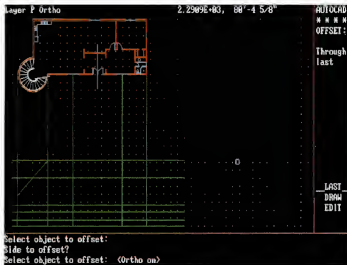 Layer P Ortho 2.2909E+03, 80'-4 5/8" AUTOCAD
* * * *
OFFSET:
Through
last
__LAST_
DRAW
EDIT
Select object to offset:
Side to offset?
Select object to offset: <Ortho on>